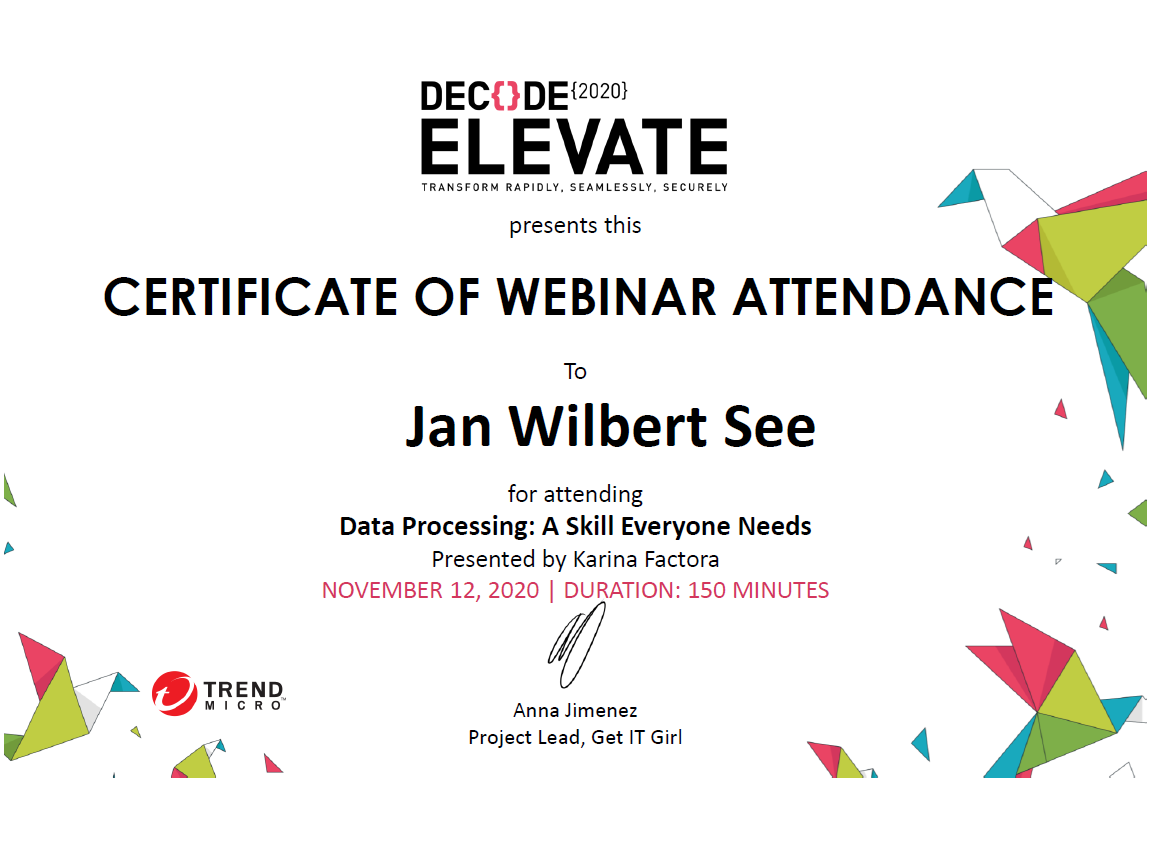 DEC{}DE {2020}
ELEVATE
TRANSFORM RAPIDLY, SEAMLESSLY, SECURELY
presents this
CERTIFICATE OF WEBINAR ATTENDANCE
To
Jan Wilbert See
for attending
Data Processing: A Skill Everyone Needs
Presented by Karina Factora
NOVEMBER 12, 2020 | DURATION: 150 MINUTES
TREND
MICRO™
Anna Jimenez
Project Lead, Get IT Girl